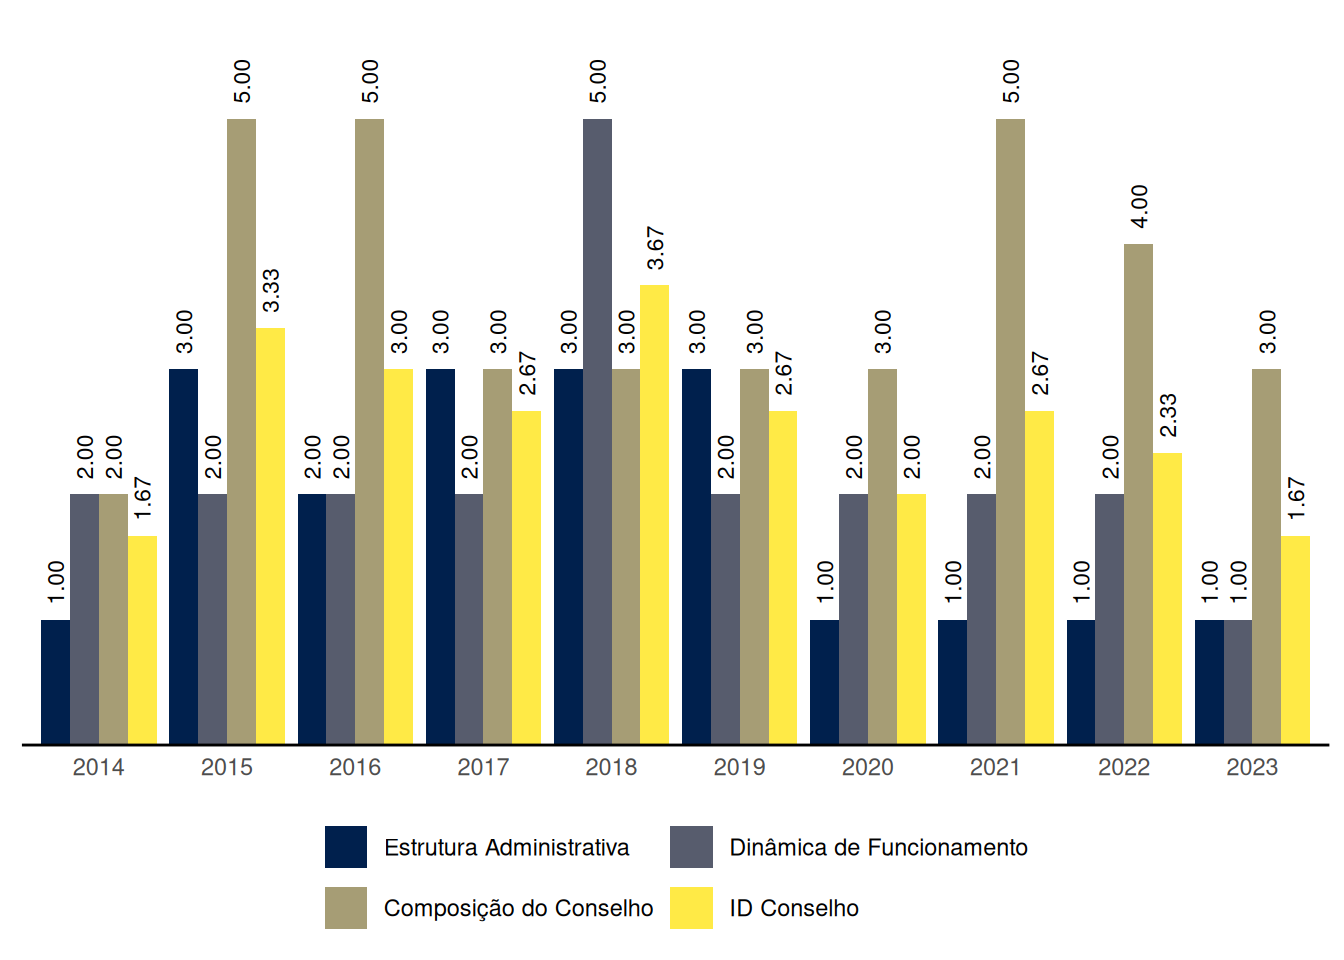 1.00 2.00 2.00 1.67 3.00 2.00 5.00 3.33 2.00 2.00 5.00 3.00 3.00 2.00 3.00 2.67 3.00 5.00 3.00 3.67 3.00 2.00 3.00 2.67 1.00 2.00 3.00 2.00 1.00 2.00 5.00 2.67 1.00 2.00 4.00 2.33 1.00 1.00 3.00 1.67
2014 2015 2016 2017 2018 2019 2020 2021 2022 2023
Estrutura Administrativa Dinâmica de Funcionamento
Composição do Conselho ID Conselho